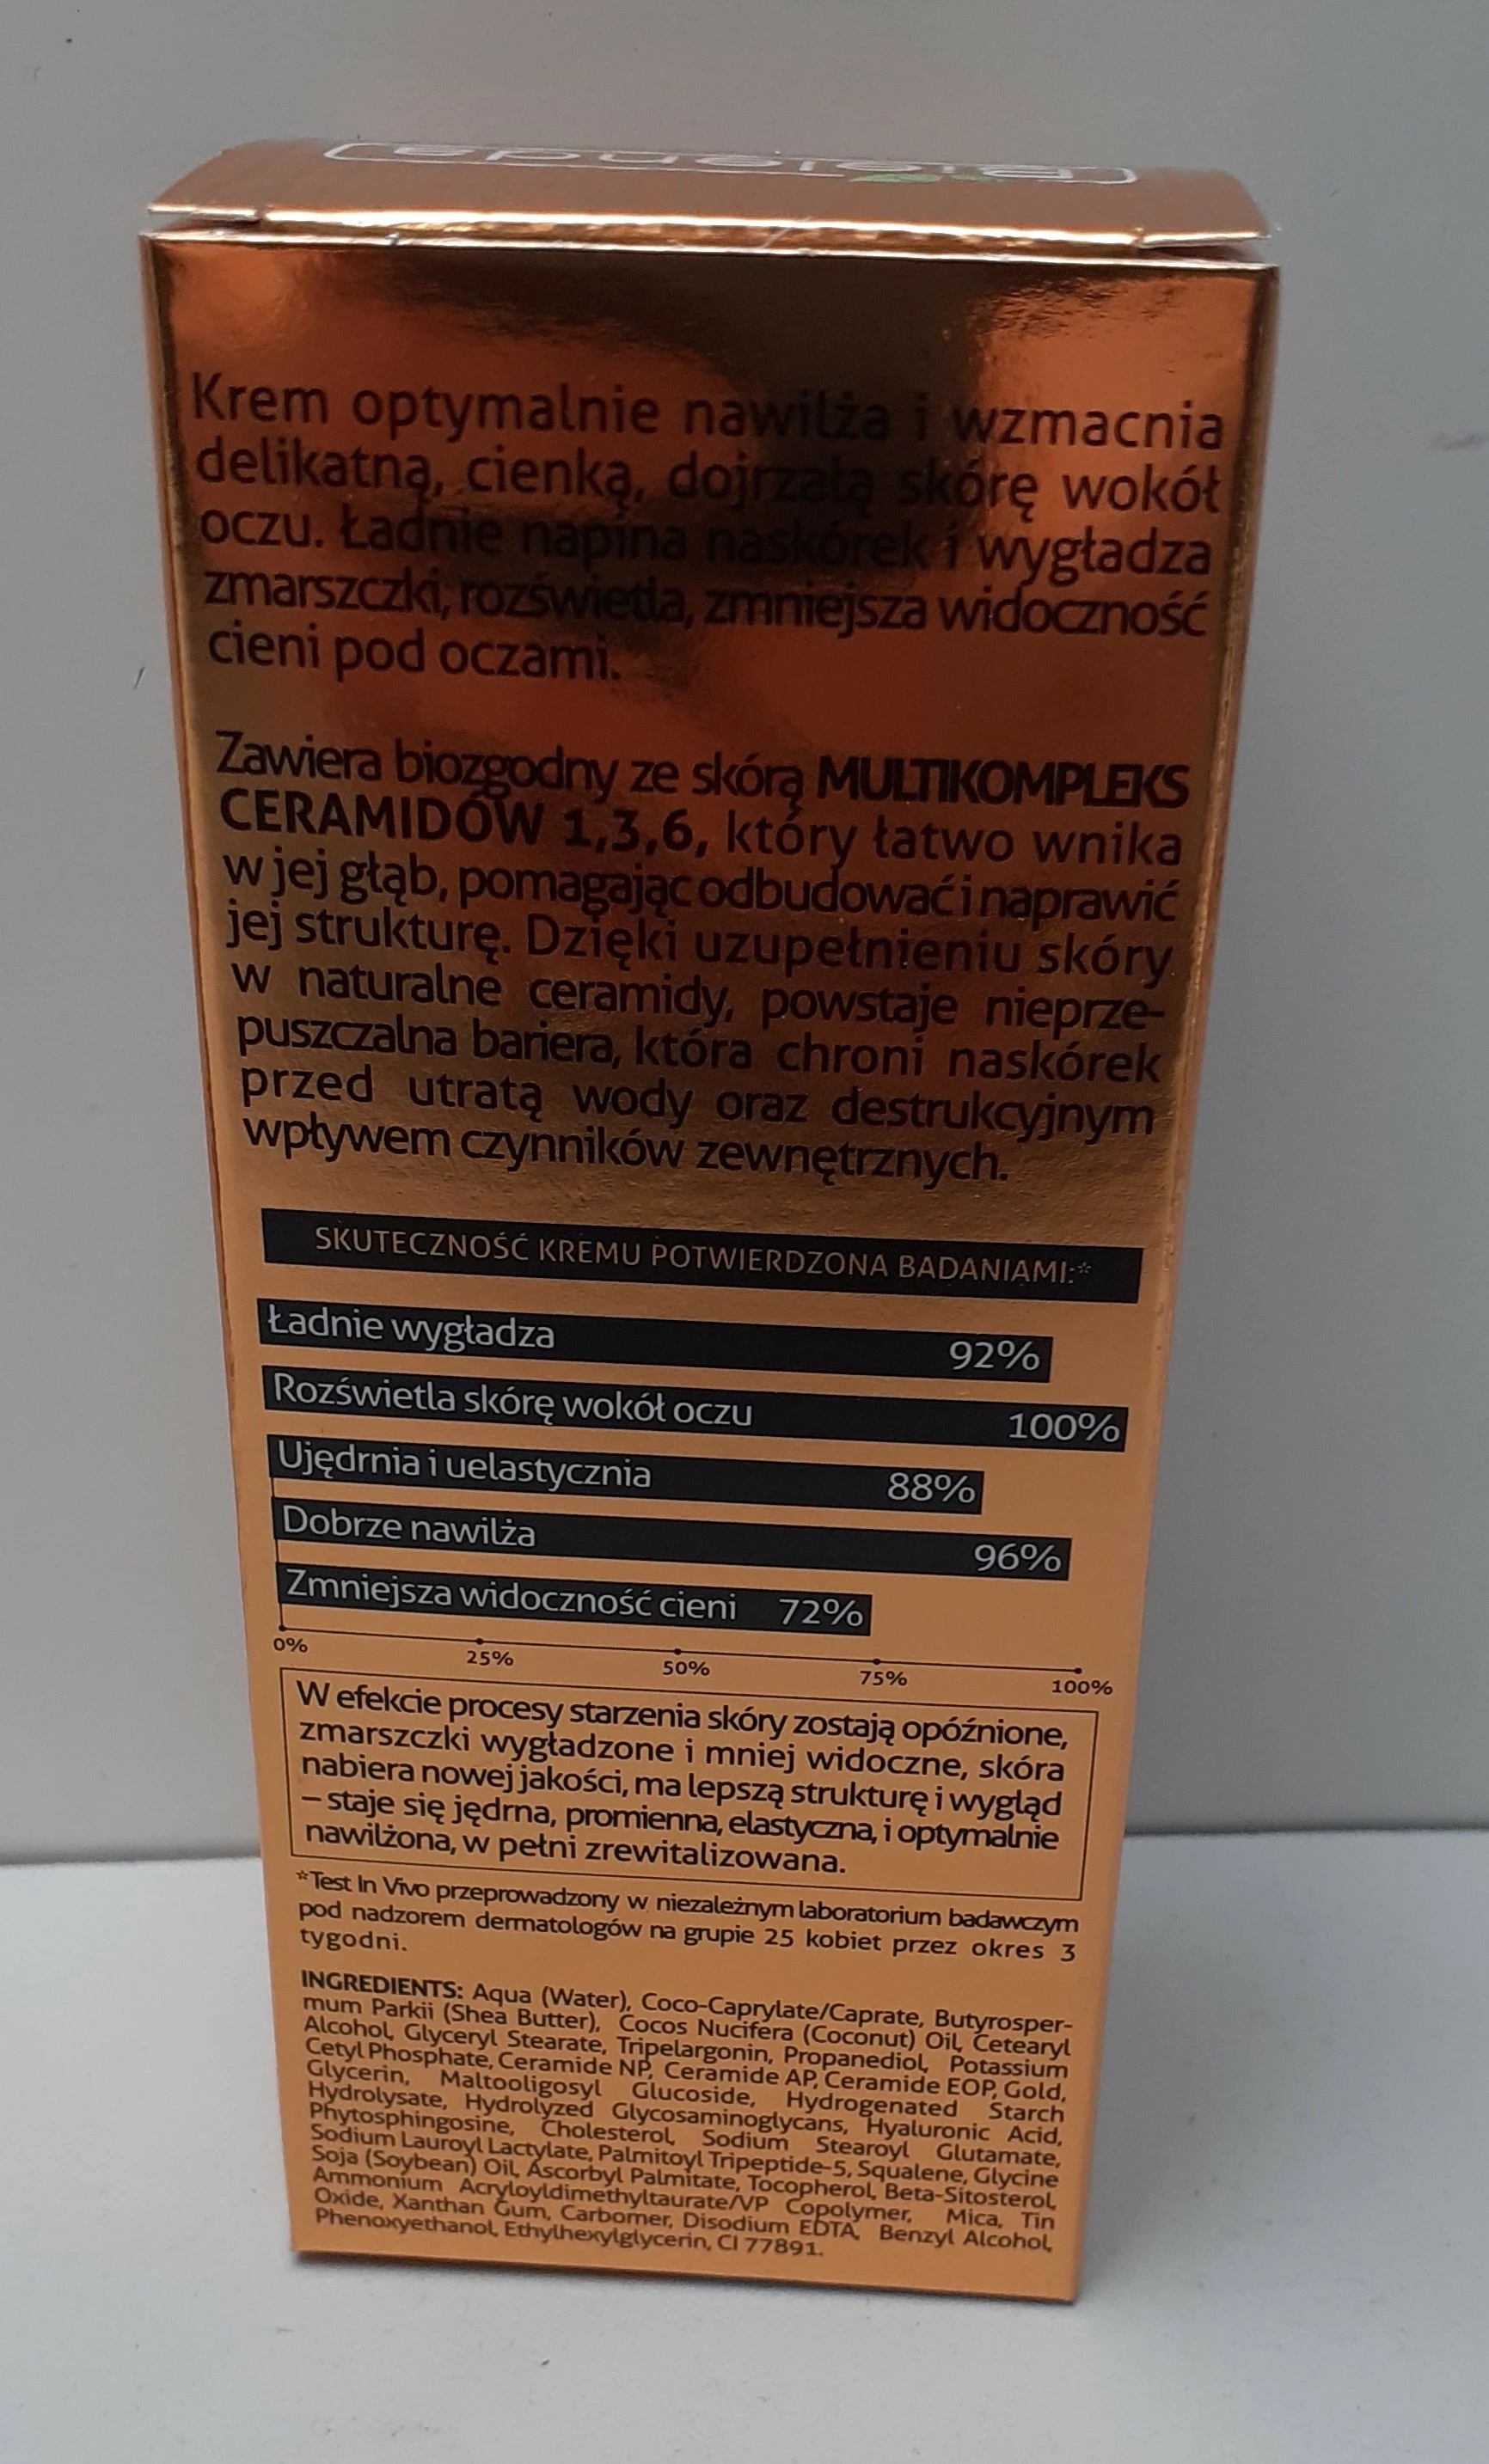 Bielenda
Krem optymalnie nawilża i wzmacnia
delikatną, cienką, dojrzałą skórę wokół
oczu. Ładnie napina naskórek i wygładza
zmarszczki, rozświetla, zmniejsza widoczność
cieni pod oczami.
Zawiera biozgodny ze skórą MULTIKOMPLEKS
CERAMIDÓW 1,3,6, który łatwo wnika
w jej głąb, pomagając odbudować i naprawić
jej strukturę. Dzięki uzupełnieniu skóry
w naturalne ceramidy, powstaje nieprze-
puszczalna bariera, która chroni naskórek
przed utratą wody oraz destrukcyjnym
wpływem czynników zewnętrznych.
SKUTECZNOŚĆ KREMU POTWIERDZONA BADANIAMI:*
Ładnie wygładza 92%
Rozświetla skórę wokół oczu 100%
Ujędrnia i uelastycznia 88%
Dobrze nawilża 96%
Zmniejsza widoczność cieni 72%
0% 25% 50% 75% 100%
W efekcie procesy starzenia skóry zostają opóźnione,
zmarszczki wygładzone i mniej widoczne, skóra
nabiera nowej jakości, ma lepszą strukturę i wygląd
– staje się jędrna, promienna, elastyczna, i optymalnie
nawilżona, w pełni zrewitalizowana.
*Test In Vivo przeprowadzony w niezależnym laboratorium badawczym
pod nadzorem dermatologów na grupie 25 kobiet przez okres 3
tygodni.
INGREDIENTS: Aqua (Water), Coco-Caprylate/Caprate, Butyrosper-
mum Parkii (Shea Butter), Cocos Nucifera (Coconut) Oil, Cetearyl
Alcohol, Glyceryl Stearate, Tripelargonin, Propanediol, Potassium
Cetyl Phosphate, Ceramide NP, Ceramide AP, Ceramide EOP, Gold,
Glycerin, Maltooligosyl Glucoside, Hydrogenated Starch
Hydrolysate, Hydrolyzed Glycosaminoglycans, Hyaluronic Acid,
Phytosphingosine, Cholesterol, Sodium Stearoyl Glutamate,
Sodium Lauroyl Lactylate, Palmitoyl Tripeptide-5, Squalene, Glycine
Soja (Soybean) Oil, Ascorbyl Palmitate, Tocopherol, Beta-Sitosterol,
Ammonium Acryloyldimethyltaurate/VP Copolymer, Mica, Tin
Oxide, Xanthan Gum, Carbomer, Disodium EDTA, Benzyl Alcohol,
Phenoxyethanol, Ethylhexylglycerin, CI 77891.